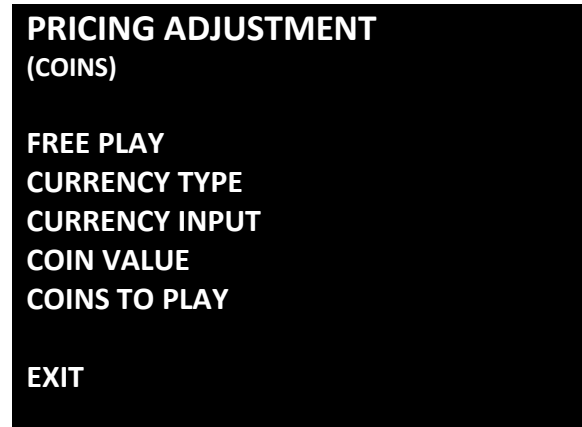 PRICING ADJUSTMENT
(COINS)
FREE PLAY
CURRENCY TYPE
CURRENCY INPUT
COIN VALUE
COINS TO PLAY
EXIT